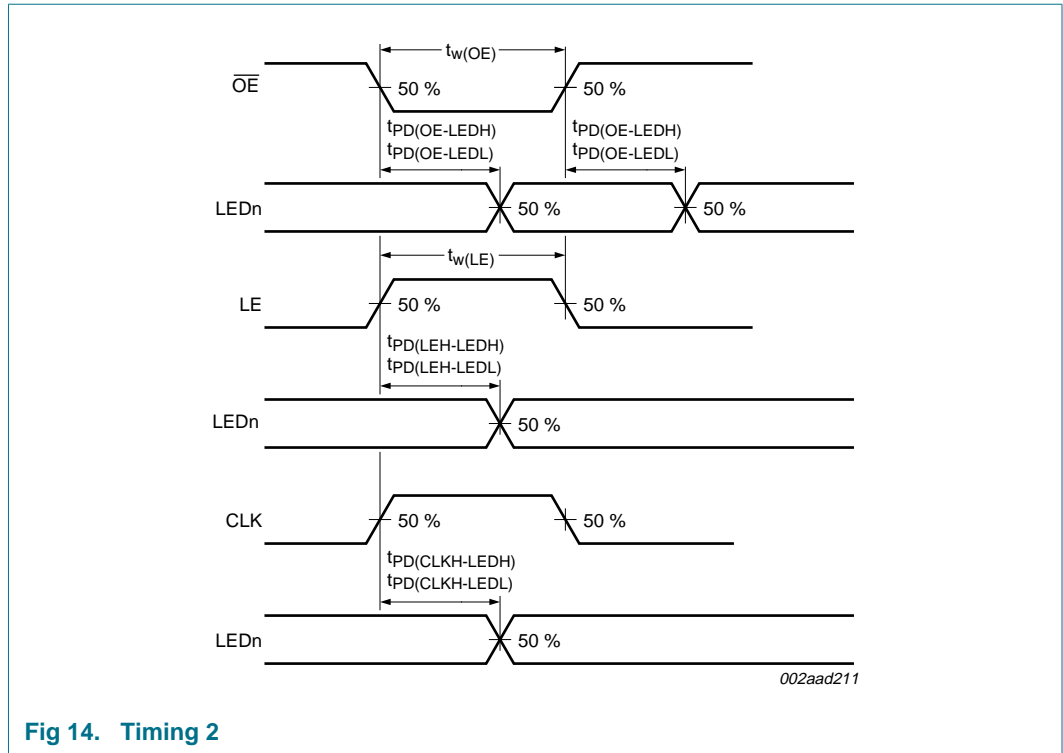 tw(OE)
OE
50 %
50 %
tPD(OE-LEDH)
tPD(OE-LEDL)
tPD(OE-LEDH)
tPD(OE-LEDL)
LEDn
50 %
50 %
tw(LE)
LE
50 %
50 %
tPD(LEH-LEDH)
tPD(LEH-LEDL)
LEDn
50 %
CLK
50 %
50 %
tPD(CLKH-LEDH)
tPD(CLKH-LEDL)
LEDn
50 %
002aad211
Fig 14. Timing 2